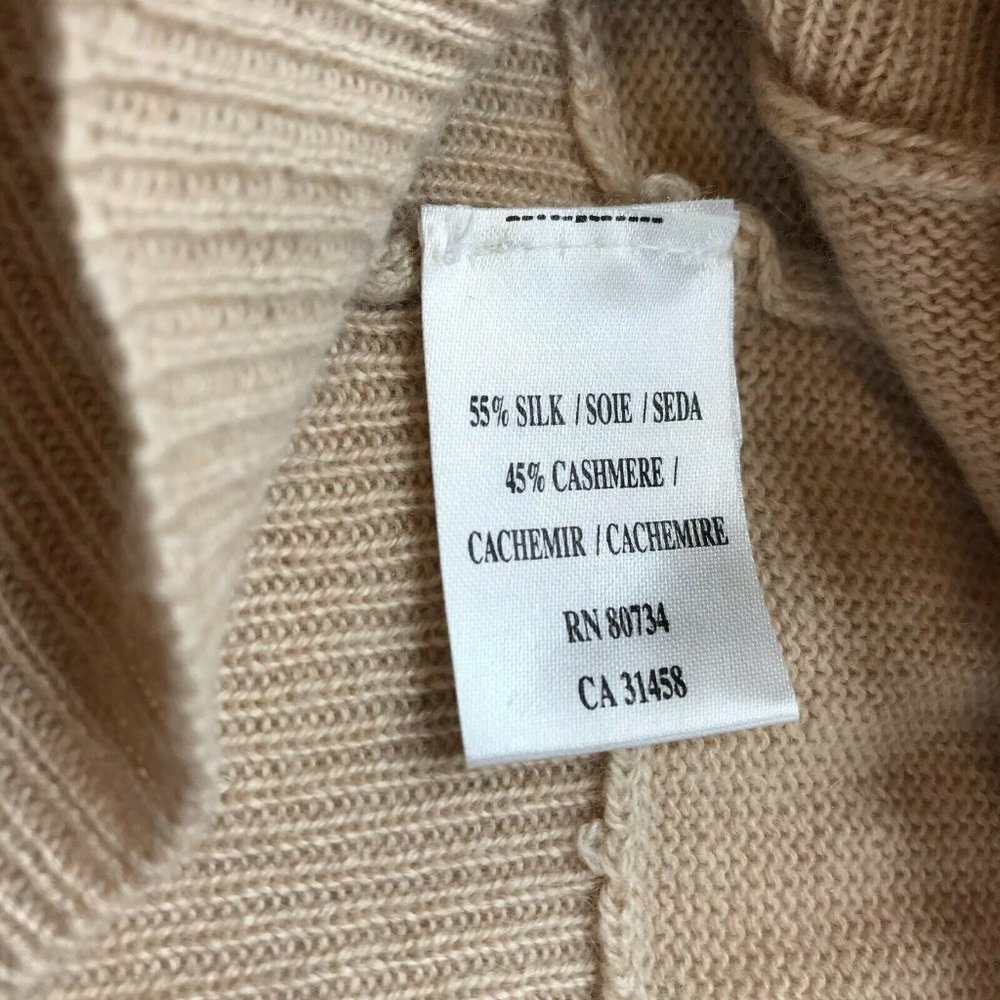 55% SILK / SOIE / SEDA
45% CASHMERE /
CACHEMIR / CACHEMIRE
RN 80734
CA 31458